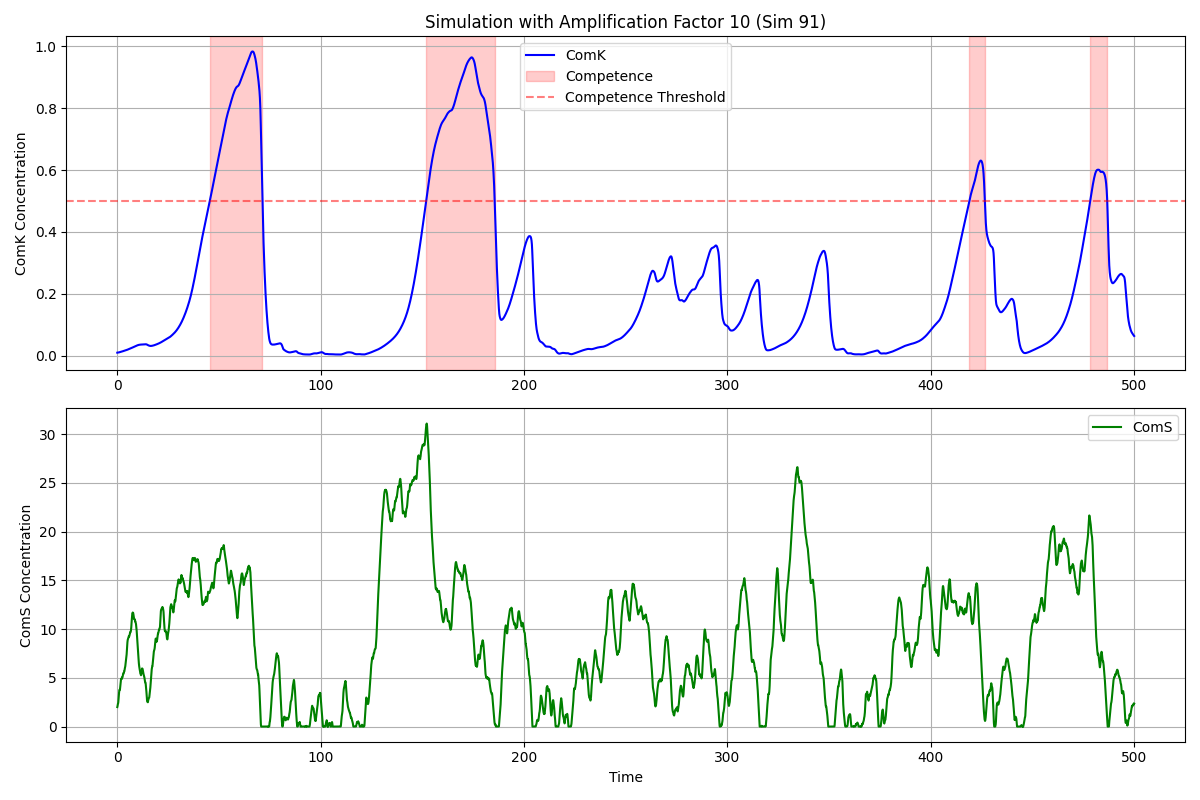 Simulation with Amplification Factor 10 (Sim 91)
ComK Concentration
1.0
0.8
0.6
0.4
0.2
0.0
ComK
Competence
Competence Threshold
0 100 200 300 400 500
ComS Concentration
30
25
20
15
10
5
0
ComS
0 100 200 300 400 500
Time